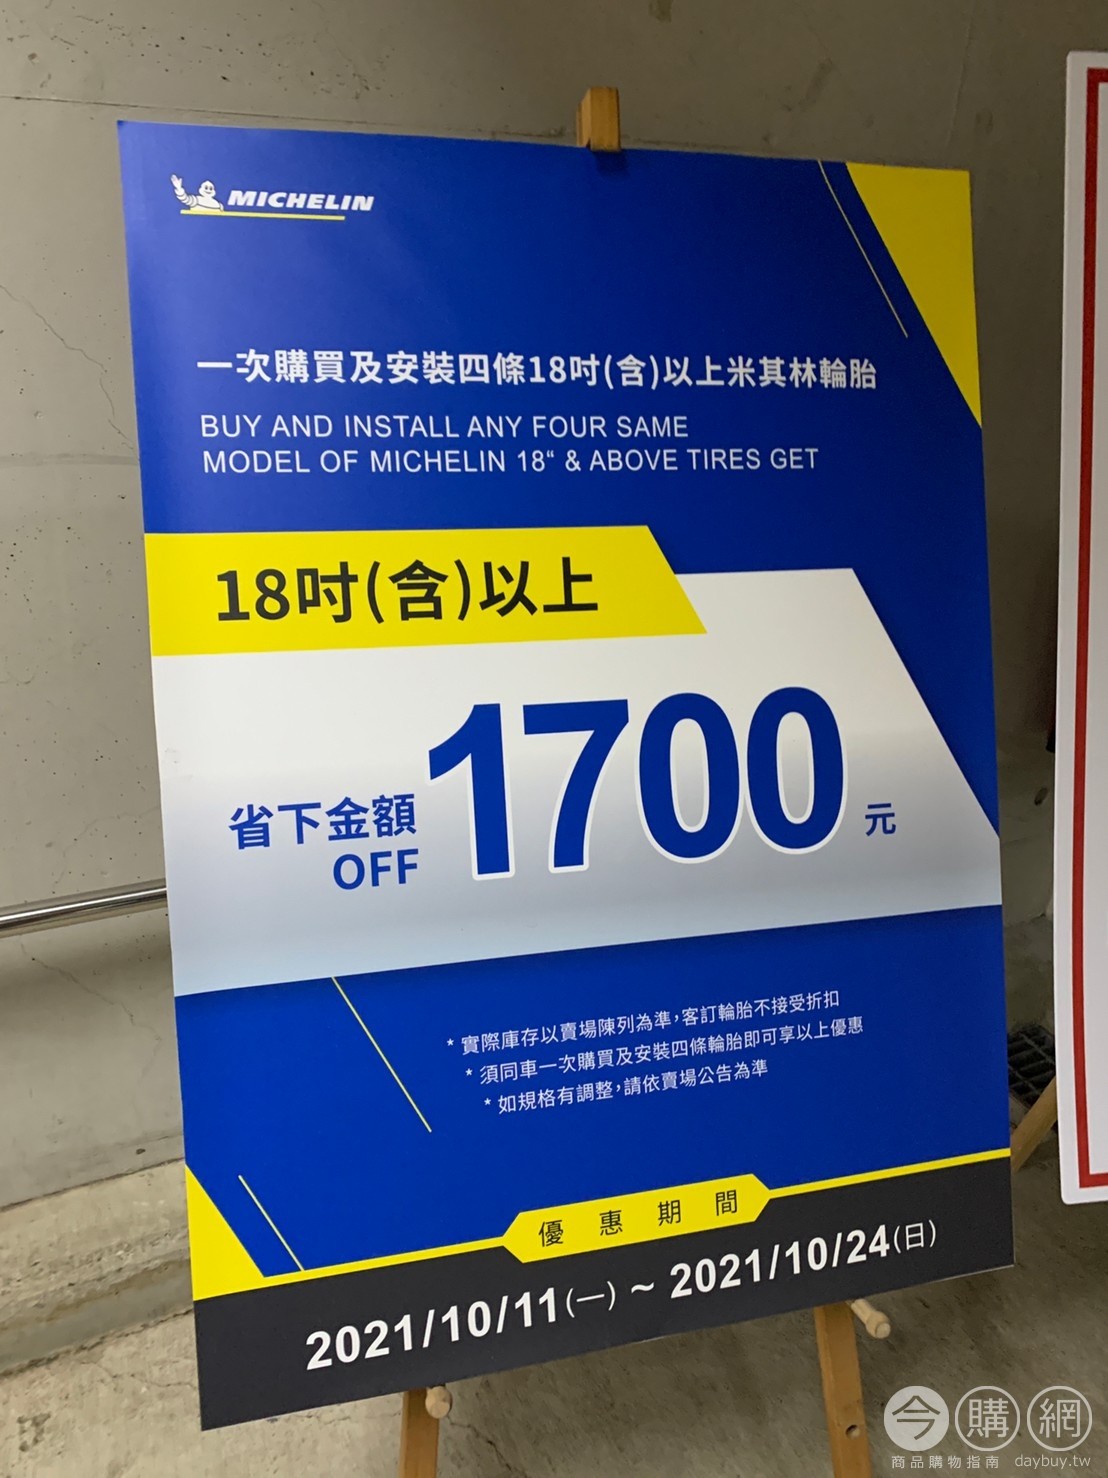 MICHELIN
一次購買及安裝四條18吋(含)以上米其林輪胎
BUY AND INSTALL ANY FOUR SAME
MODEL OF MICHELIN 18“ & ABOVE TIRES GET
18吋(含)以上
省下金額
OFF
1700
元
* 實際庫存以賣場陳列為準,客訂輪胎不接受折扣
* 須同車一次購買及安裝四條輪胎即可享以上優惠
* 如規格有調整,請依賣場公告為準
優惠期間
2021/10/11(一) ~ 2021/10/24(日)
今購網
商品購物指南 daybuy.tw